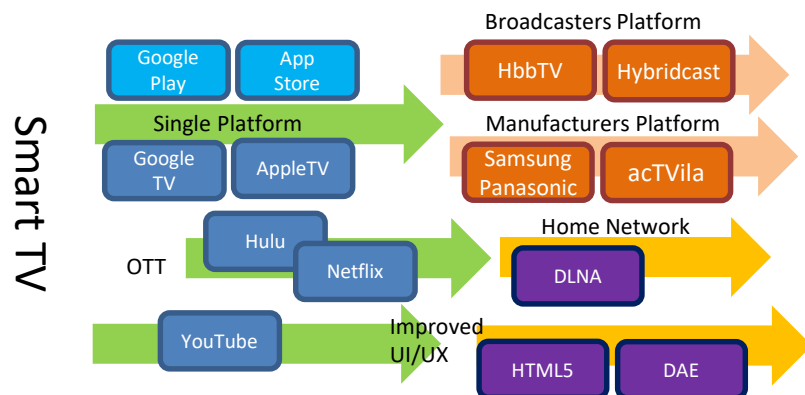 Smart TV
Google
Play
App
Store
Single Platform
Google
TV
AppleTV
Broadcasters Platform
HbbTV
Hybridcast
Manufacturers Platform
Samsung
Panasonic
acTVila
OTT
Hulu
Netflix
Home Network
DLNA
YouTube
Improved
UI/UX
HTML5
DAE